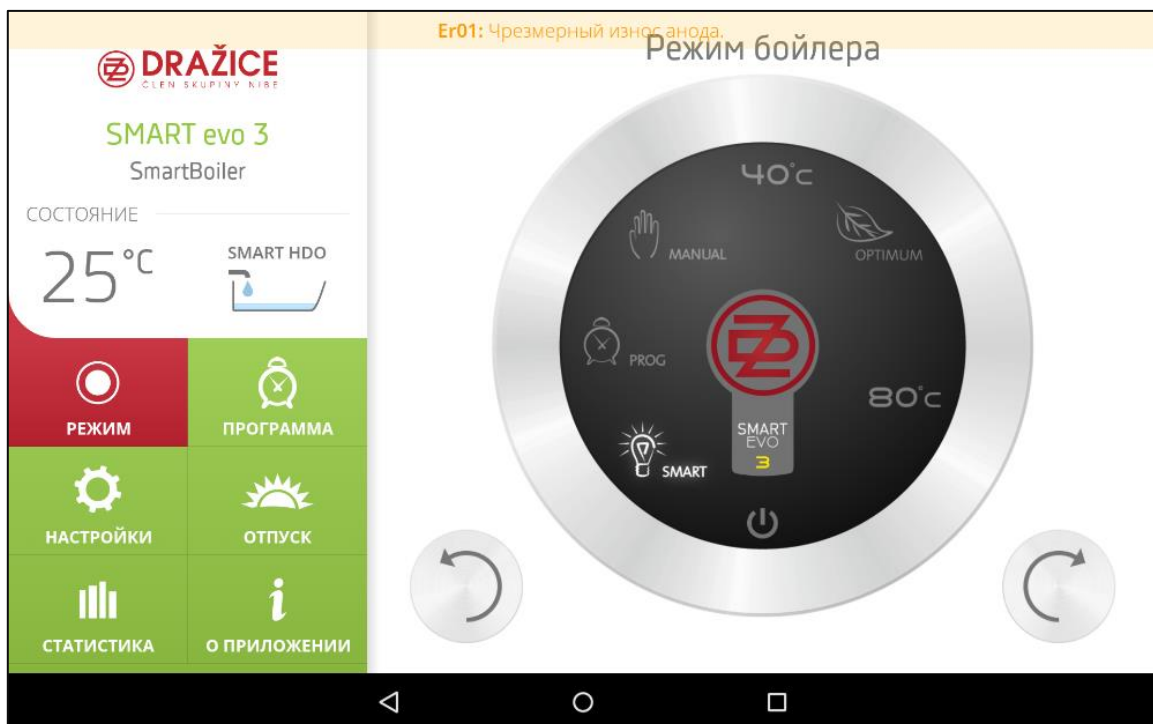 Er01: Чрезмерный износ анода.
DRAŽICE
ČLEN SKUPINY NIBE
SMART evo 3
SmartBoiler
СОСТОЯНИЕ
25°C
SMART HDO
РЕЖИМ
ПРОГРАММА
НАСТРОЙКИ
ОТПУСК
СТАТИСТИКА
О ПРИЛОЖЕНИИ
Режим бойлера
40°C
MANUAL
OPTIMUM
PROG
80°C
SMART
EVO
3
SMART